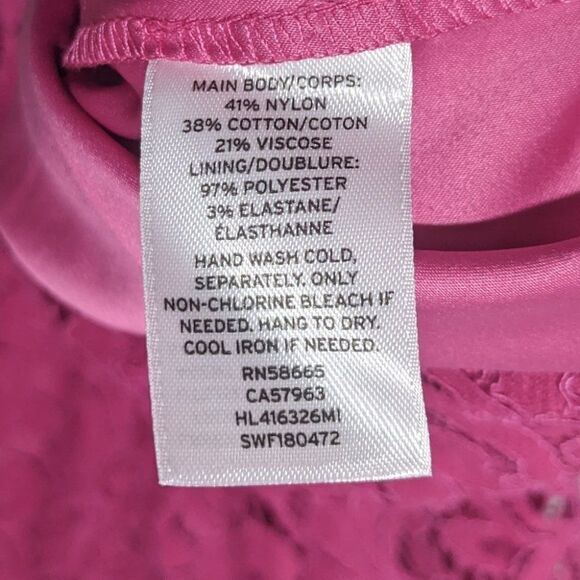 MAIN BODY/CORPS:
41% NYLON
38% COTTON/COTON
21% VISCOSE
LINING/DOUBLURE:
97% POLYESTER
3% ELASTANE/
ÉLASTHANNE
HAND WASH COLD,
SEPARATELY. ONLY
NON-CHLORINE BLEACH IF
NEEDED. HANG TO DRY.
COOL IRON IF NEEDED.
RN58665
CA57963
HL416326MI
SWF180472